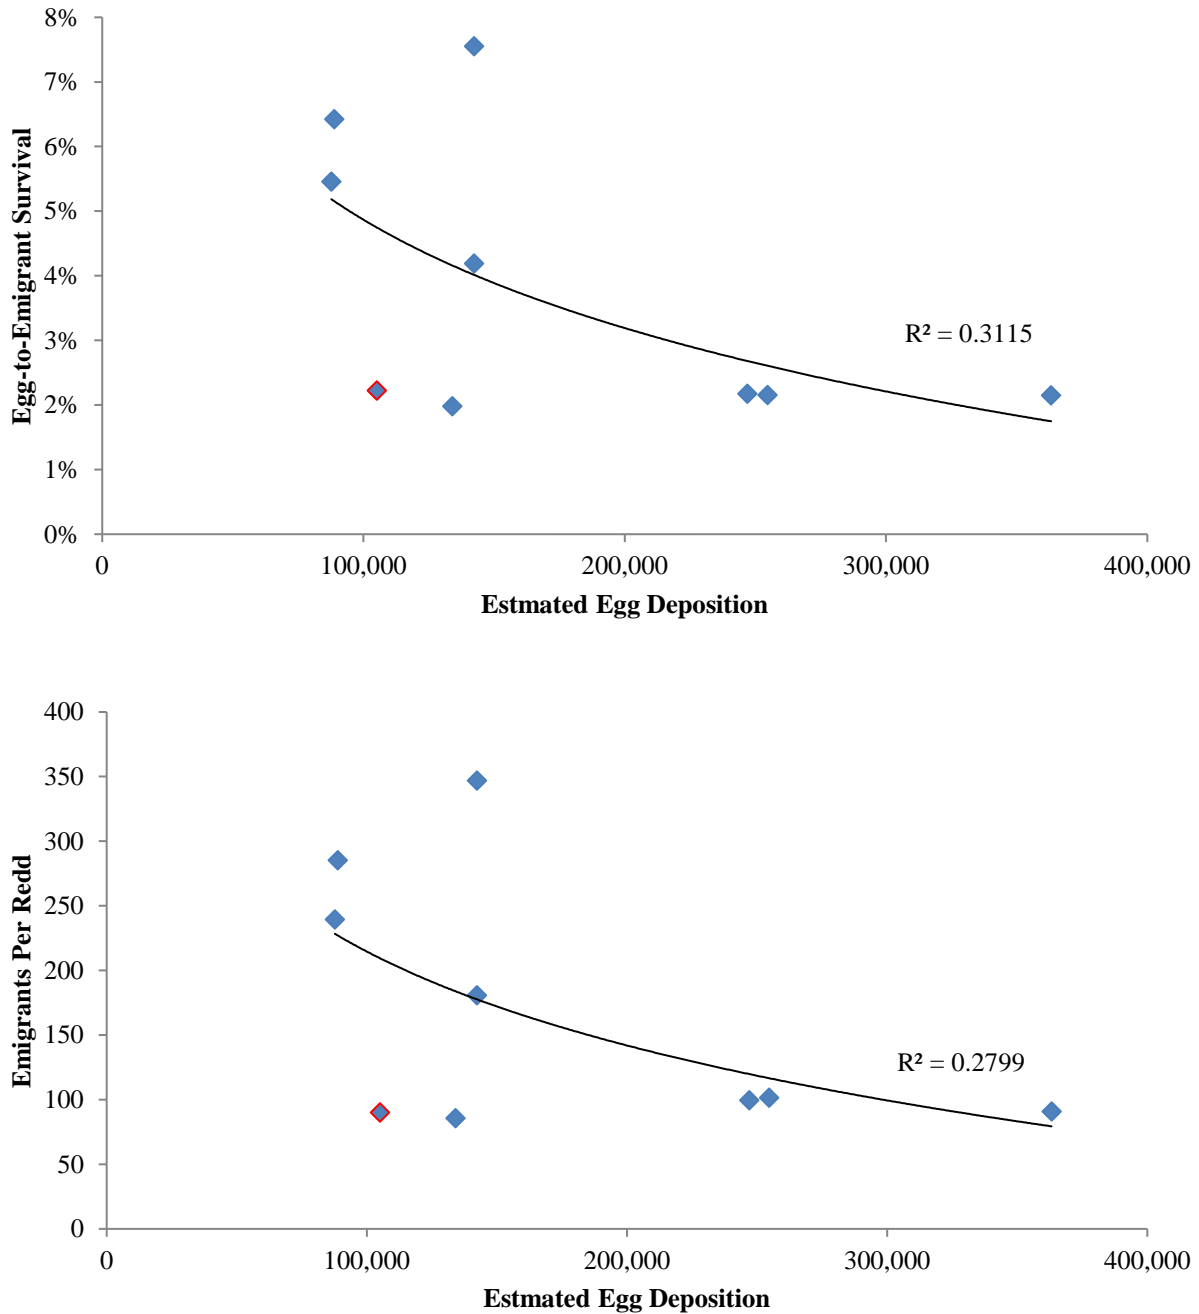 8%
7%
6%
5%
4%
3%
2%
1%
0%
Egg-to-Emigrant Survival
R² = 0.3115
0 100,000 200,000 300,000 400,000
Estmated Egg Deposition
400
350
300
250
200
150
100
50
0
Emigrants Per Redd
R² = 0.2799
0 100,000 200,000 300,000 400,000
Estmated Egg Deposition